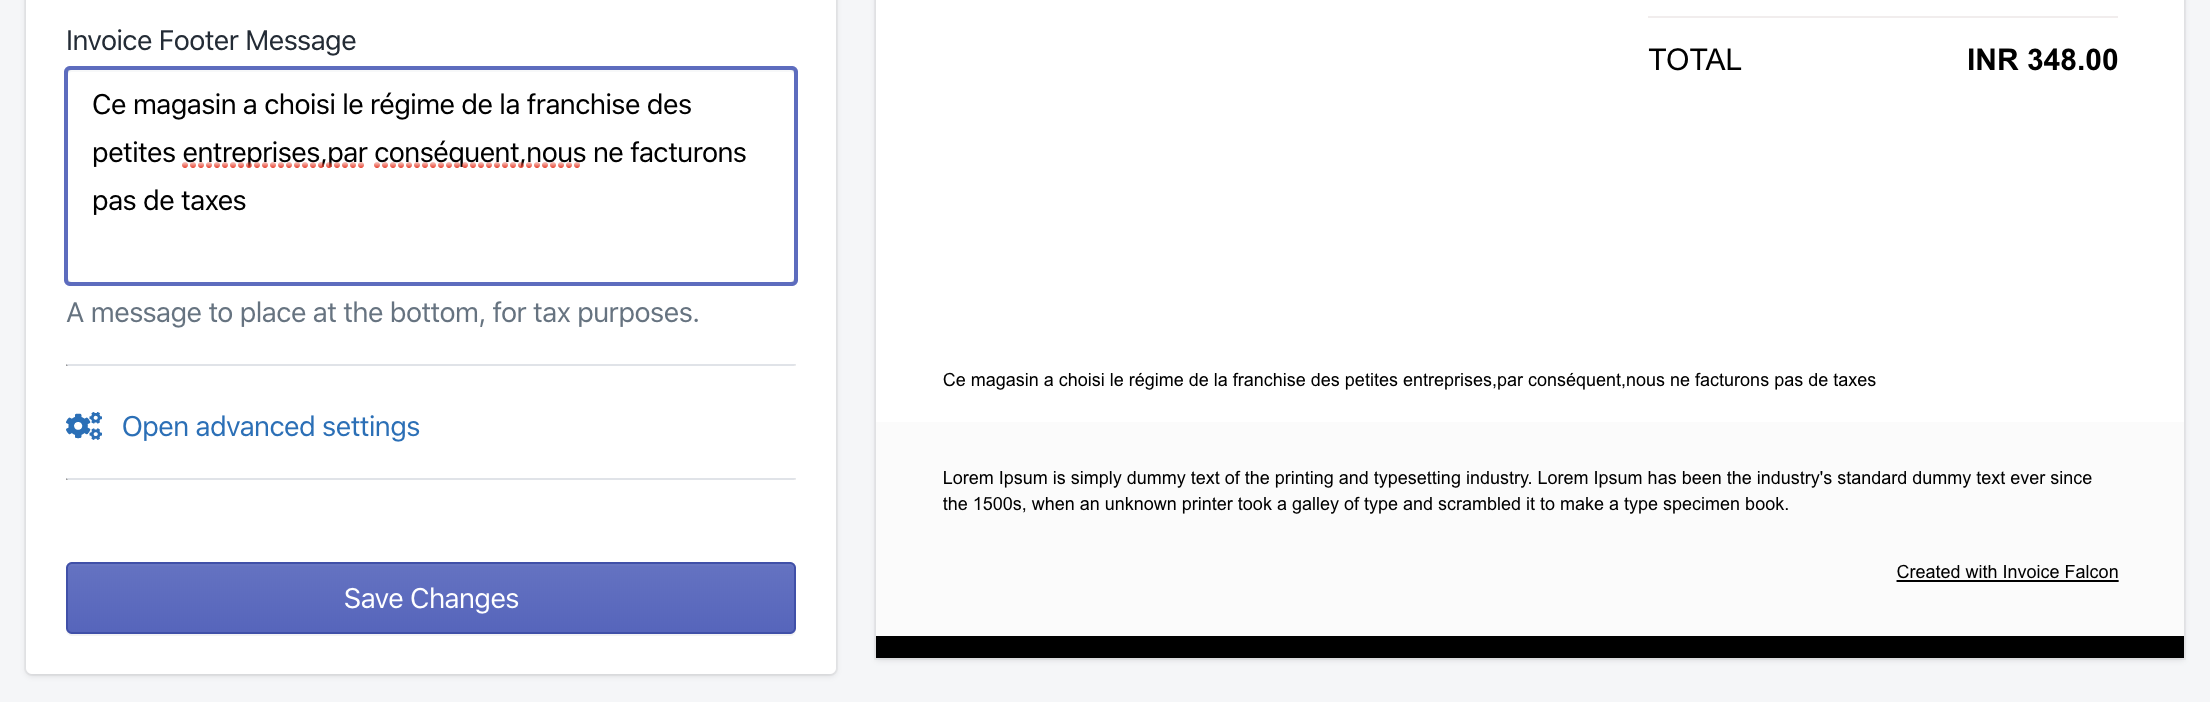 Invoice Footer Message
Ce magasin a choisi le régime de la franchise des
petites entreprises,par conséquent,nous ne facturons
pas de taxes
A message to place at the bottom, for tax purposes.
Open advanced settings
Save Changes
TOTAL INR 348.00
Ce magasin a choisi le régime de la franchise des petites entreprises,par conséquent,nous ne facturons pas de taxes
Lorem Ipsum is simply dummy text of the printing and typesetting industry. Lorem Ipsum has been the industry's standard dummy text ever since
the 1500s, when an unknown printer took a galley of type and scrambled it to make a type specimen book.
Created with Invoice Falcon